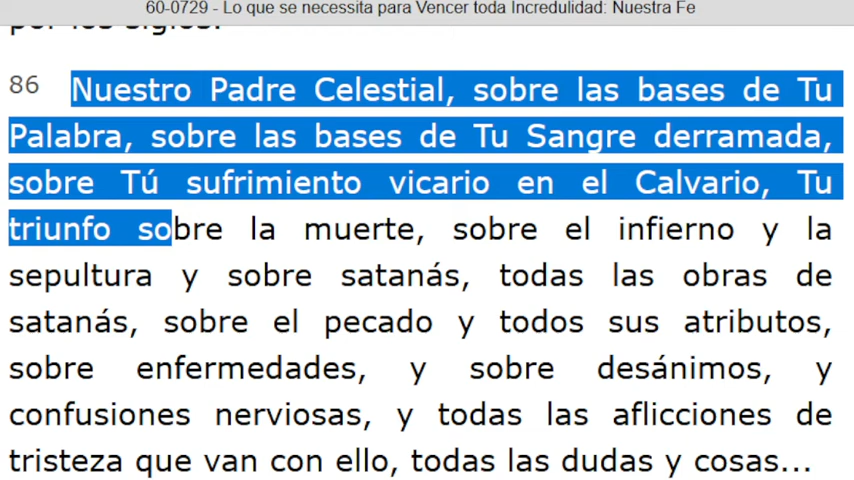 60-0729 - Lo que se necessita para Vencer toda Incredulidad: Nuestra Fe
por los siglos.
86 Nuestro Padre Celestial, sobre las bases de Tu
Palabra, sobre las bases de Tu Sangre derramada,
sobre Tú sufrimiento vicario en el Calvario, Tu
triunfo sobre la muerte, sobre el infierno y la
sepultura y sobre satanás, todas las obras de
satanás, sobre el pecado y todos sus atributos,
sobre enfermedades, y sobre desánimos, y
confusiones nerviosas, y todas las aflicciones de
tristeza que van con ello, todas las dudas y cosas...